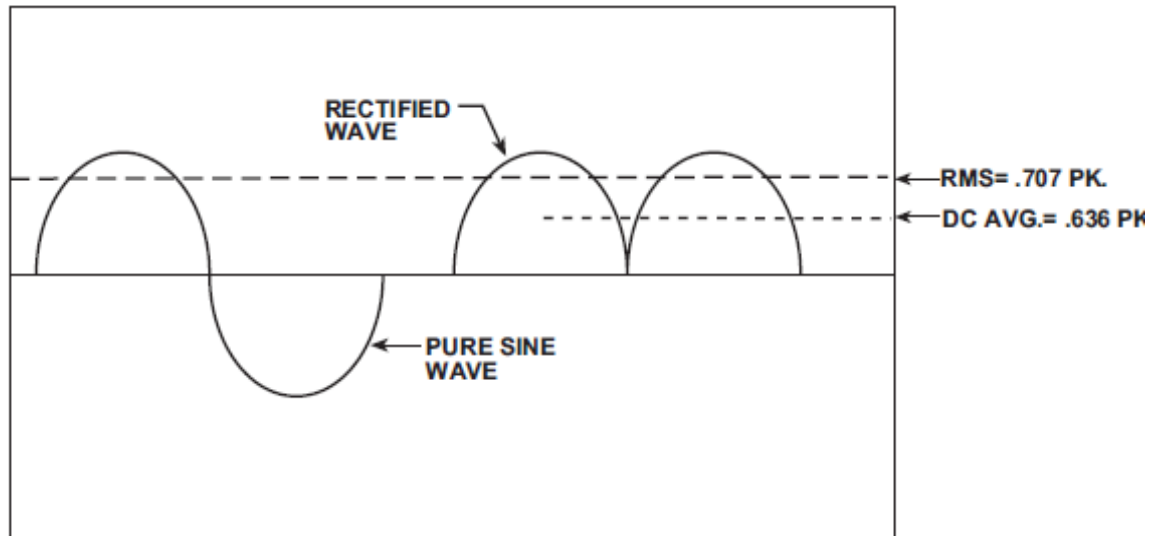 RECTIFIED
WAVE
RMS= .707 PK.
DC AVG.= .636 PK
PURE SINE
WAVE